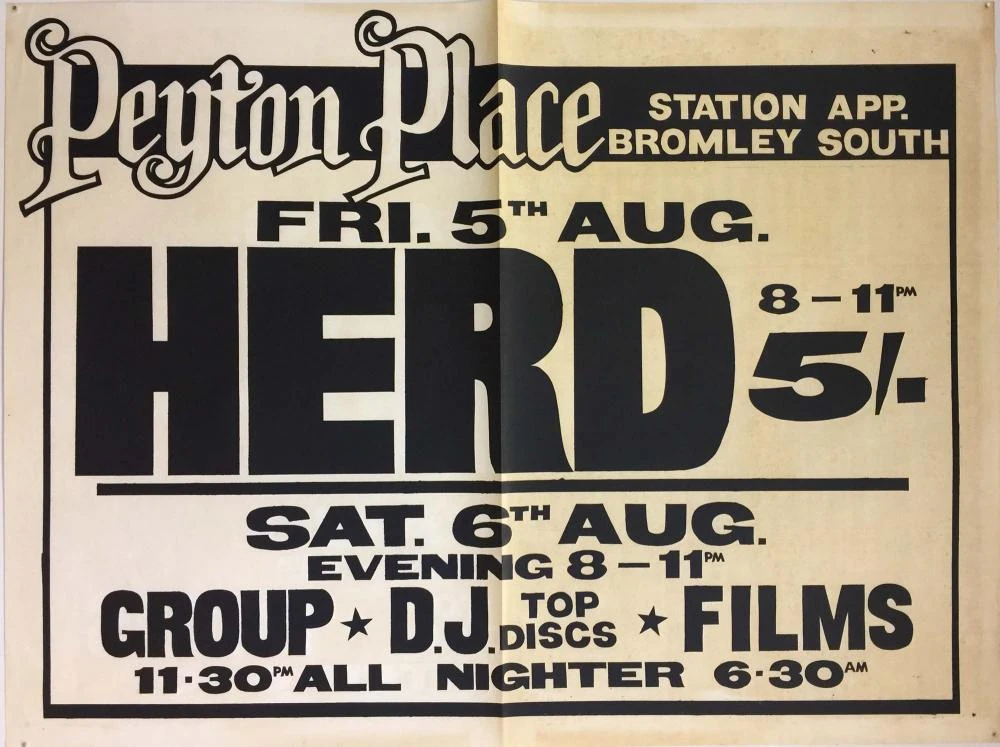 Peyton Place
STATION APP.
BROMLEY SOUTH
FRI. 5TH AUG.
HERD
8 – 11PM
5/-
SAT. 6TH AUG.
EVENING 8 – 11PM
GROUP ★ D.J. TOP DISCS ★ FILMS
11·30PM ALL NIGHTER 6·30AM